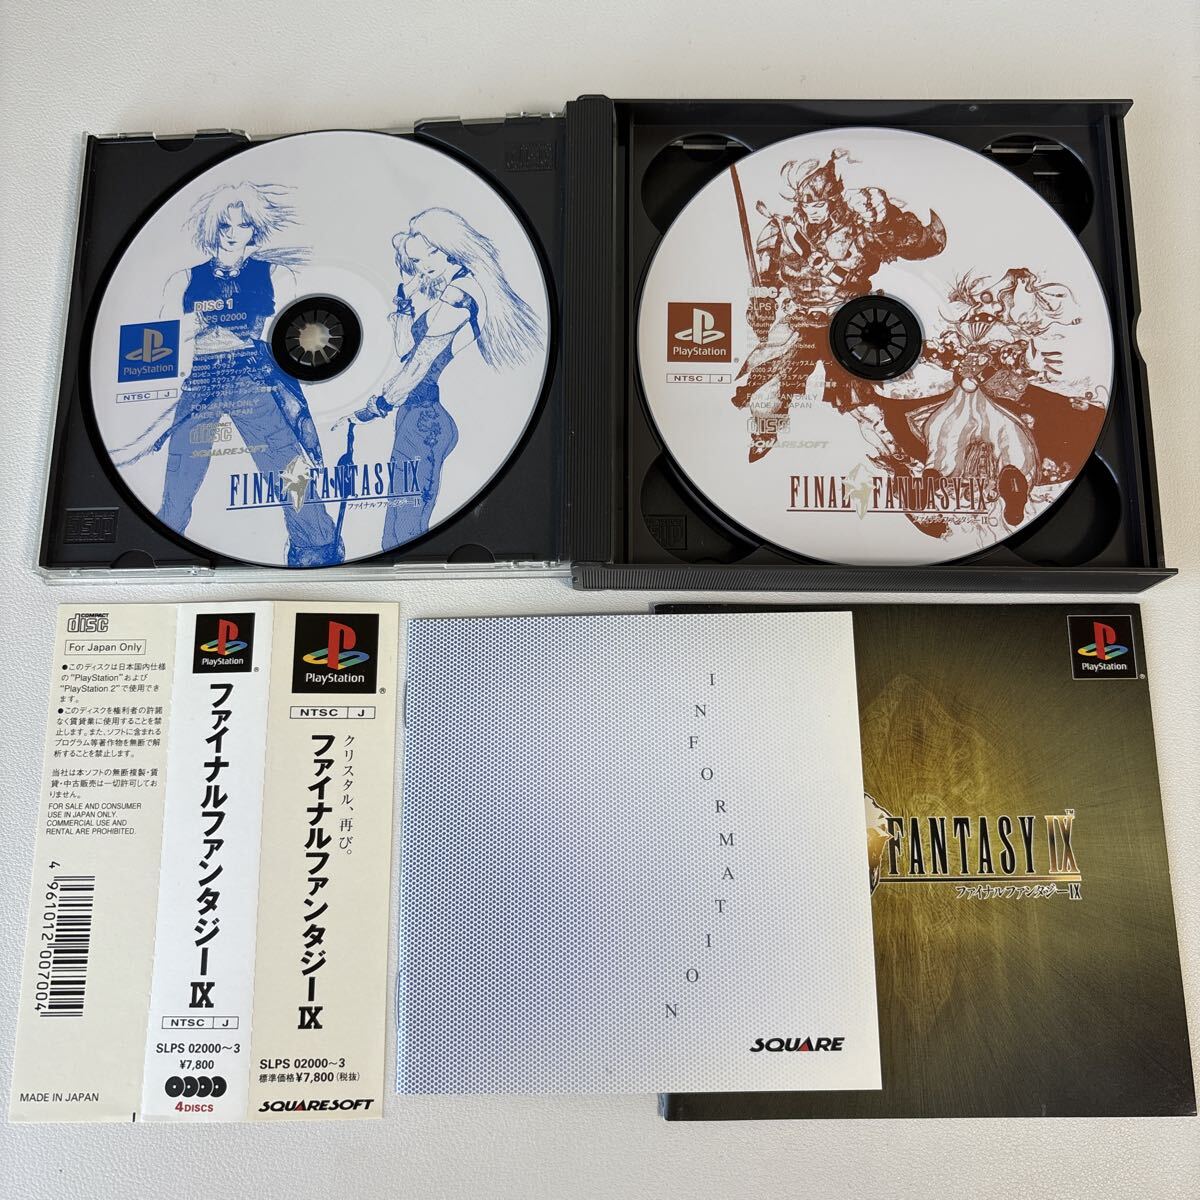 DISC 1
SLPS 02000
PlayStation
NTSC J
©2000 スクウェア
FOR JAPAN ONLY
MADE IN JAPAN
COMPACT
disc
SQUARESOFT
FINAL FANTASY IX
ファイナルファンタジーIX
PlayStation
NTSC J
FOR JAPAN ONLY
MADE IN JAPAN
COMPACT
disc
SQUARESOFT
FINAL FANTASY IX
ファイナルファンタジーIX
COMPACT
disc
For Japan Only
●このディスクは日本国内仕様
の"PlayStation"および
"PlayStation 2"で使用でき
ます。
●このディスクを権利者の許諾
なく賃貸業に使用することを禁
止します。また、ソフトに含まれる
プログラム等著作物を無断で解
析することを禁止します。
当社は本ソフトの無断複製・賃
貸・中古販売は一切許可してお
りません。
FOR SALE AND CONSUMER
USE IN JAPAN ONLY.
COMMERCIAL USE AND
RENTAL ARE PROHIBITED.
4 961012 007004
MADE IN JAPAN
PlayStation
ファイナルファンタジーIX
NTSC J
SLPS 02000～3
¥7,800
4DISCS
PlayStation
NTSC J
クリスタル、再び。
ファイナルファンタジーIX
SLPS 02000～3
標準価格¥7,800(税抜)
SQUARESOFT
INFORMATION
SQUARE
PlayStation
FANTASY IX™
ファイナルファンタジーIX